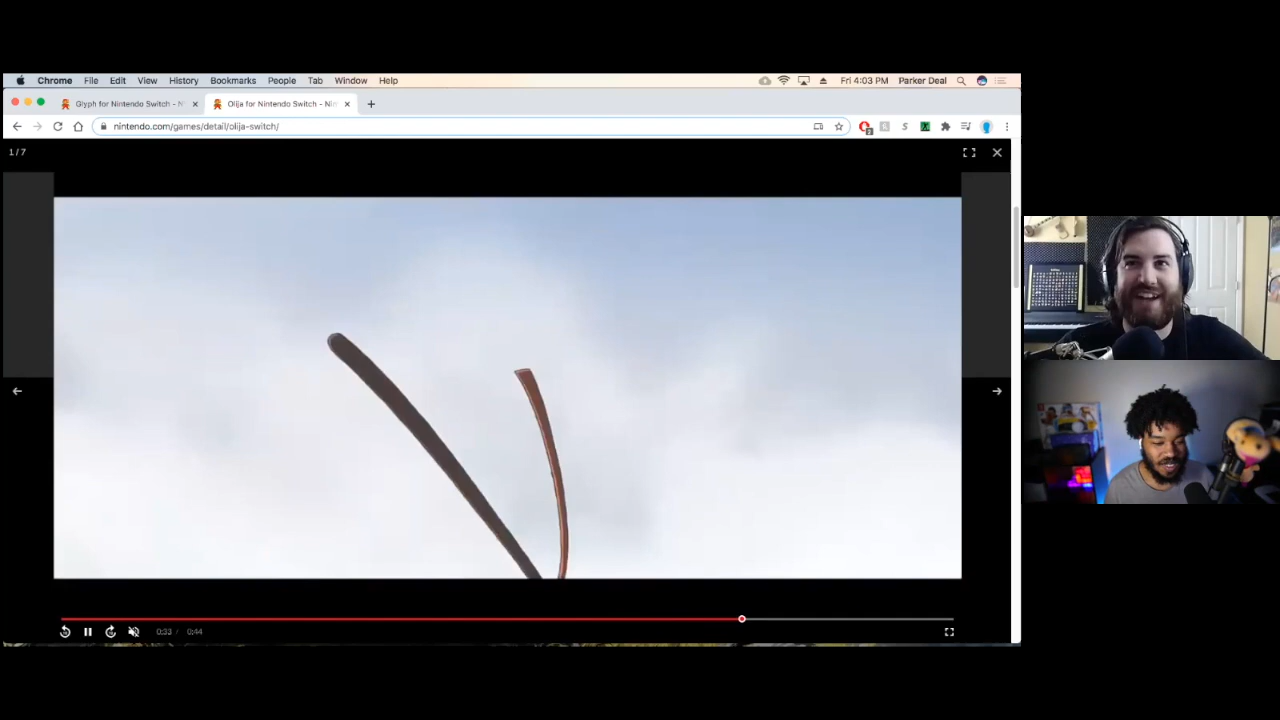 Chrome File Edit View History Bookmarks People Tab Window Help Fri 4:03 PM Parker Deal
Glyph for Nintendo Switch - N Olija for Nintendo Switch - Nin
nintendo.com/games/detail/olija-switch/
1 / 7
0:33 / 0:44